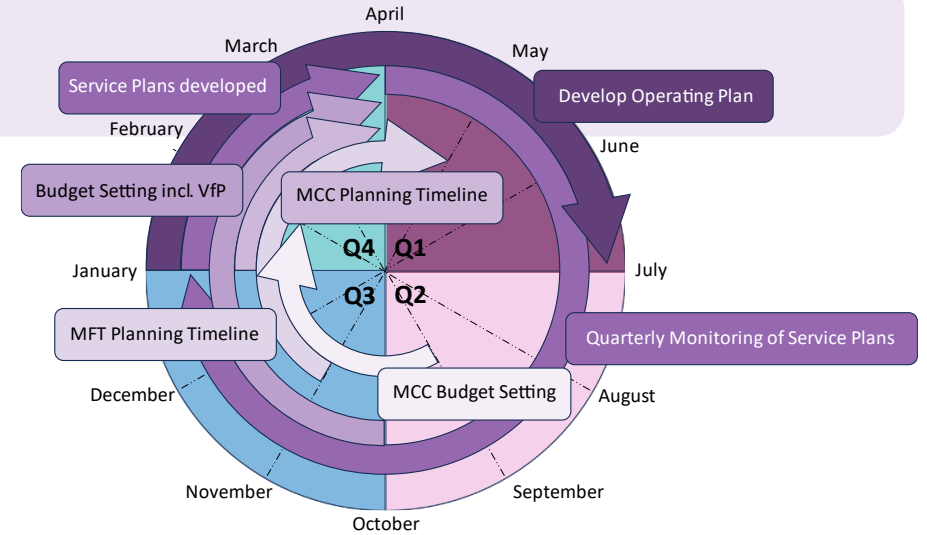 April
March
May
Service Plans developed
Develop Operating Plan
February
June
Budget Setting incl. VfP
MCC Planning Timeline
Q4
Q1
January
July
Q3
Q2
MFT Planning Timeline
Quarterly Monitoring of Service Plans
December
MCC Budget Setting
August
November
September
October